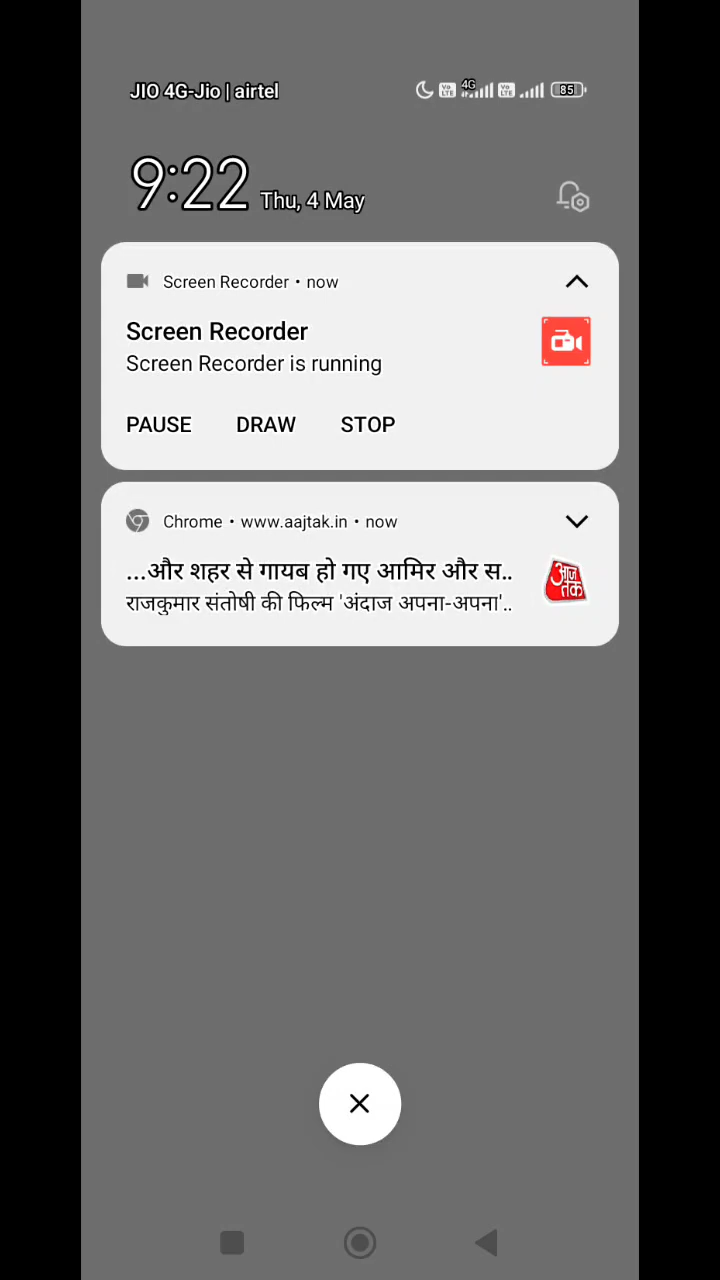 JIO 4G-Jio | airtel 4G 85
9:22 Thu, 4 May
Screen Recorder • now
Screen Recorder
Screen Recorder is running
PAUSE DRAW STOP
Chrome • www.aajtak.in • now
...और शहर से गायब हो गए आमिर और स..
राजकुमार संतोषी की फिल्म 'अंदाज अपना-अपना'..
आज
तक